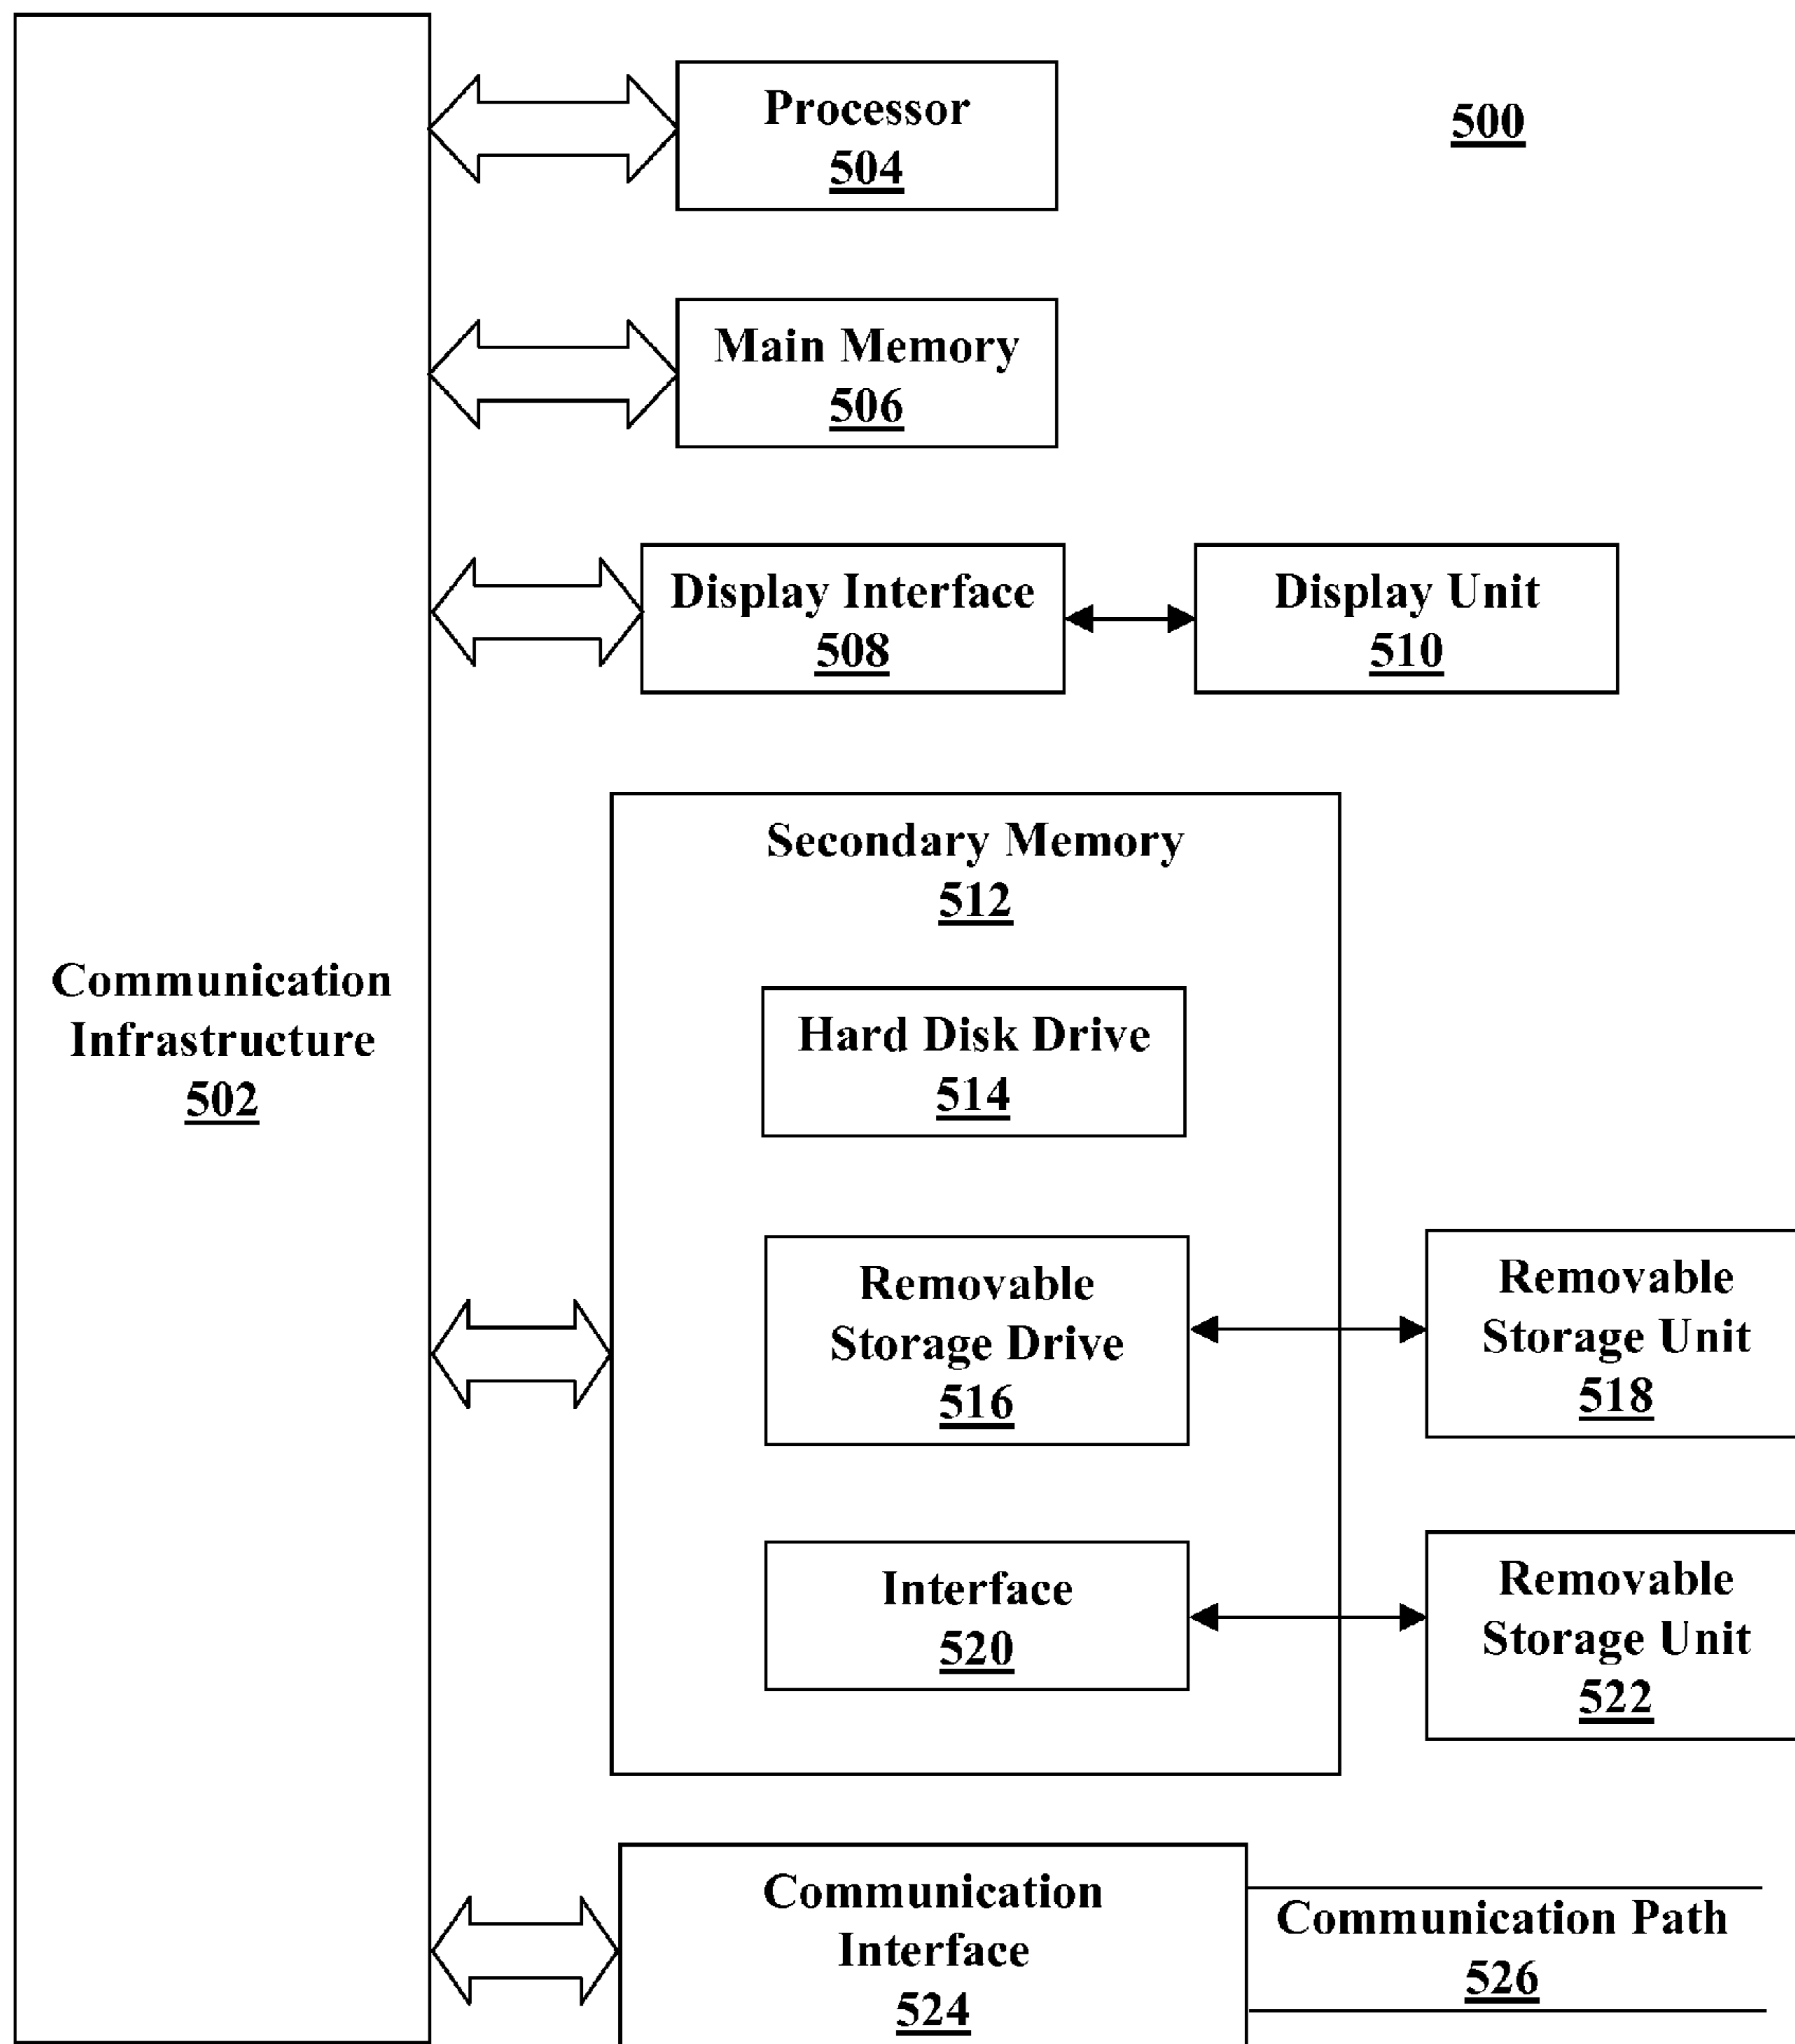 Processor
504
500
Main Memory
506
Display Interface
508
Display Unit
510
Secondary Memory
512
Communication
Infrastructure
502
Hard Disk Drive
514
Removable
Storage Drive
516
Removable
Storage Unit
518
Interface
520
Removable
Storage Unit
522
Communication
Interface
524
Communication Path
526